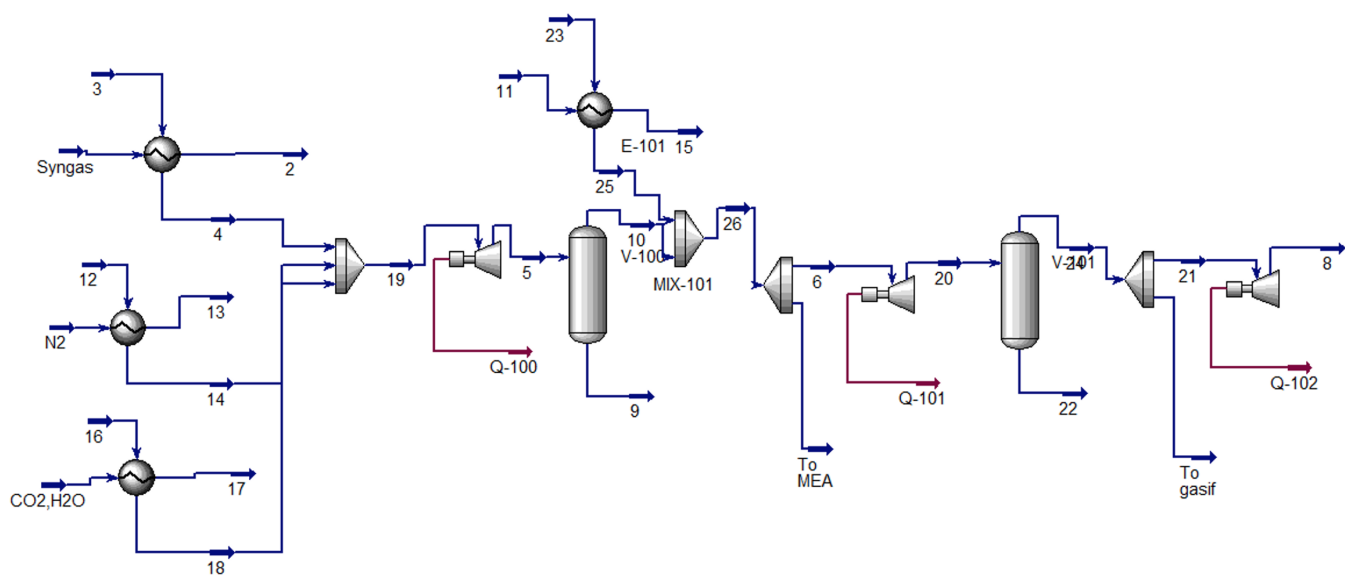 23
3
11
Syngas
2
E-101
15
25
4
10
V-100
26
MIX-101
19
5
6
20
V-101
24
21
8
12
13
N2
Q-100
14
9
Q-101
22
Q-102
16
17
CO2,H2O
18
To
MEA
To
gasif